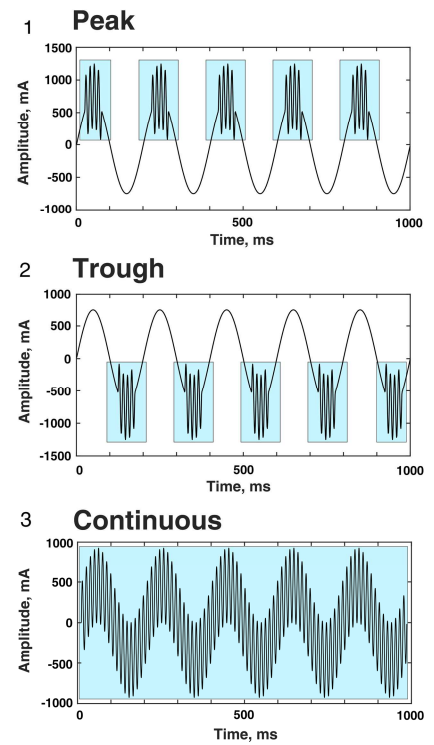 1 Peak
1500
1000
500
0
-500
-1000
Amplitude, mA
0 500 1000
Time, ms
2 Trough
1000
500
0
-500
-1000
-1500
Amplitude, mA
0 500 1000
Time, ms
3 Continuous
1000
500
0
-500
-1000
Amplitude, mA
0 500 1000
Time, ms